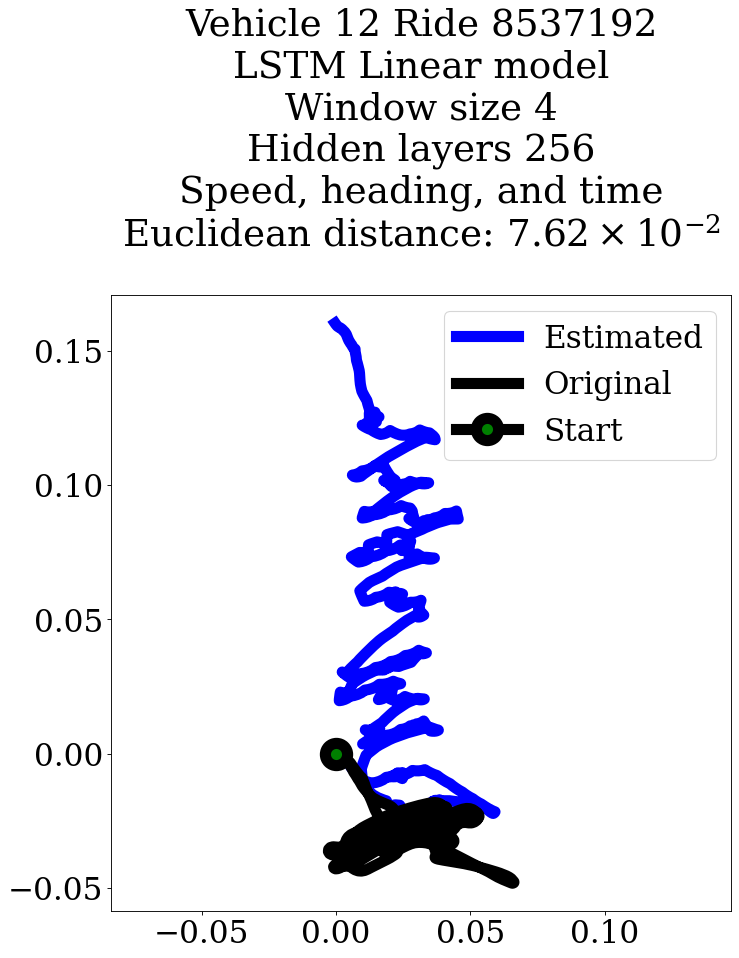 Vehicle 12 Ride 8537192
LSTM Linear model
Window size 4
Hidden layers 256
Speed, heading, and time
Euclidean distance: 7.62 × 10⁻²
Estimated
Original
Start
0.15
0.10
0.05
0.00
−0.05
−0.05 0.00 0.05 0.10